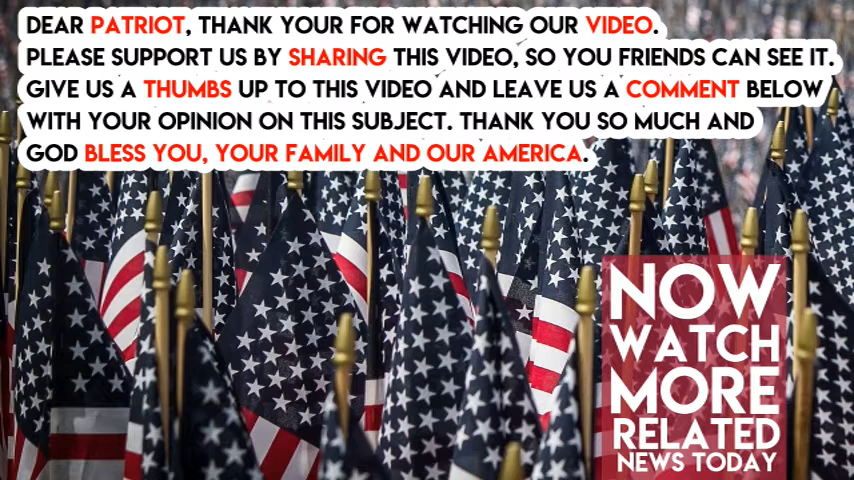 DEAR PATRIOT, THANK YOUR FOR WATCHING OUR VIDEO.
PLEASE SUPPORT US BY SHARING THIS VIDEO, SO YOU FRIENDS CAN SEE IT.
GIVE US A THUMBS UP TO THIS VIDEO AND LEAVE US A COMMENT BELOW
WITH YOUR OPINION ON THIS SUBJECT. THANK YOU SO MUCH AND
GOD BLESS YOU, YOUR FAMILY AND OUR AMERICA.
NOW
WATCH
MORE
RELATED
NEWS TODAY